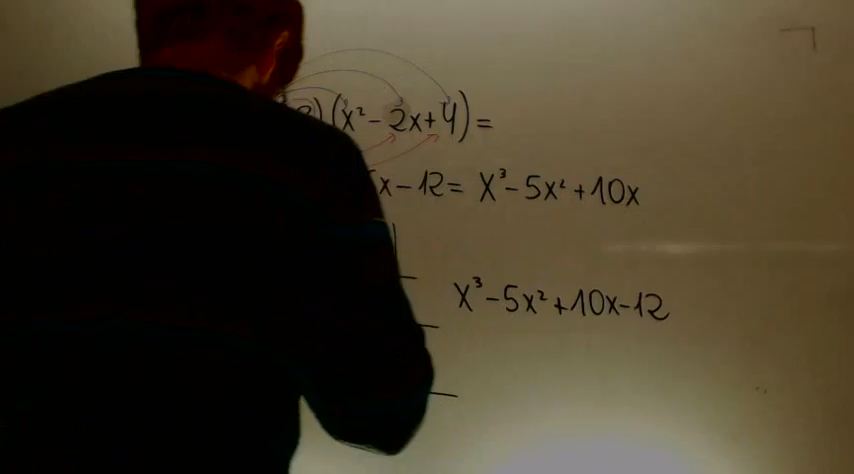 ) (x² - 2x + 4) =
x - 12 = x³ - 5x² + 10x
x³ - 5x² + 10x - 12